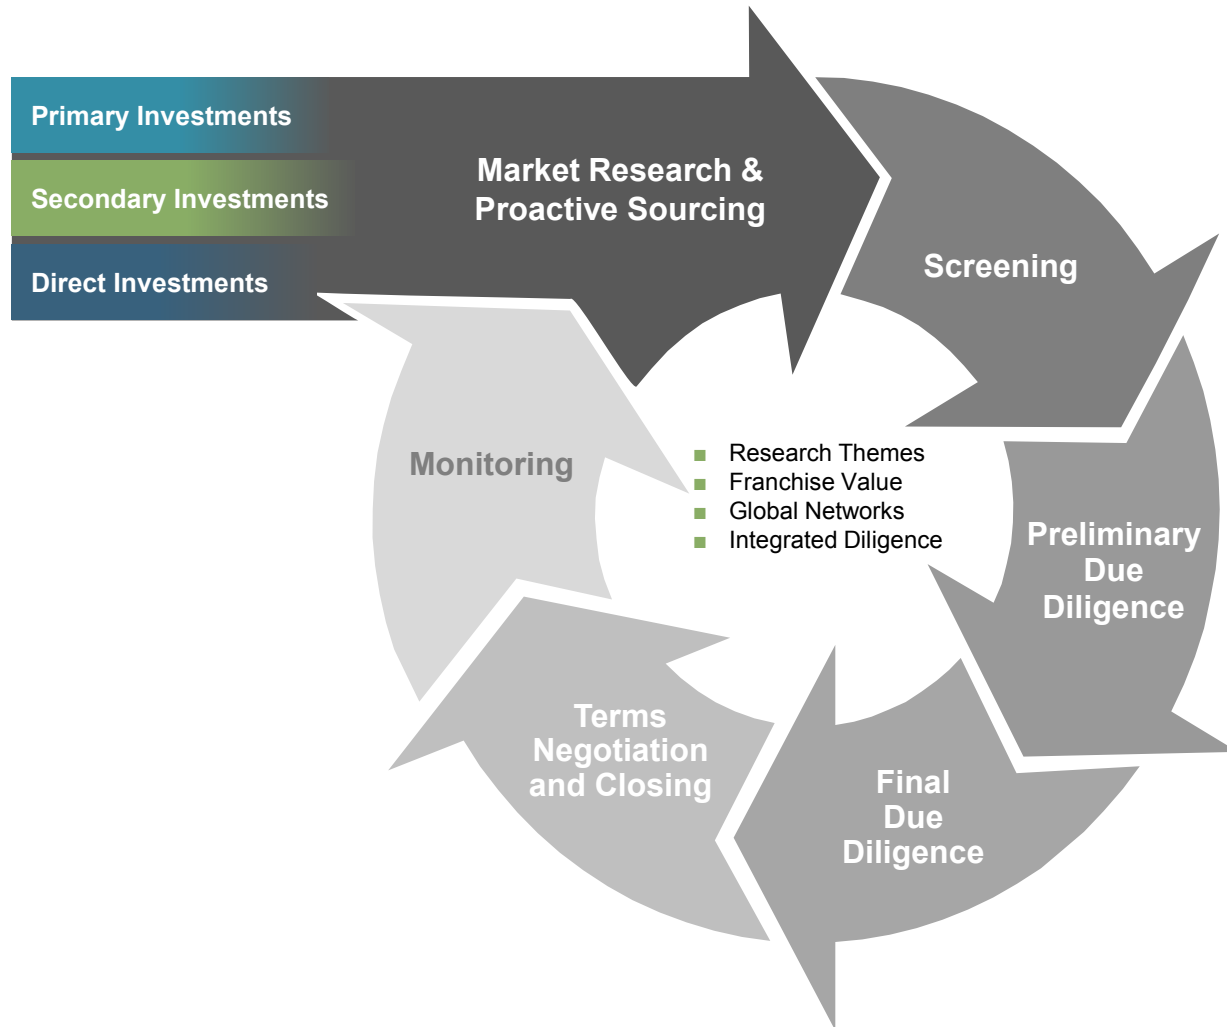 Primary Investments
Secondary Investments
Direct Investments
Market Research &
Proactive Sourcing
Screening
Preliminary
Due
Diligence
Final
Due
Diligence
Terms
Negotiation
and Closing
Monitoring
Research Themes
Franchise Value
Global Networks
Integrated Diligence